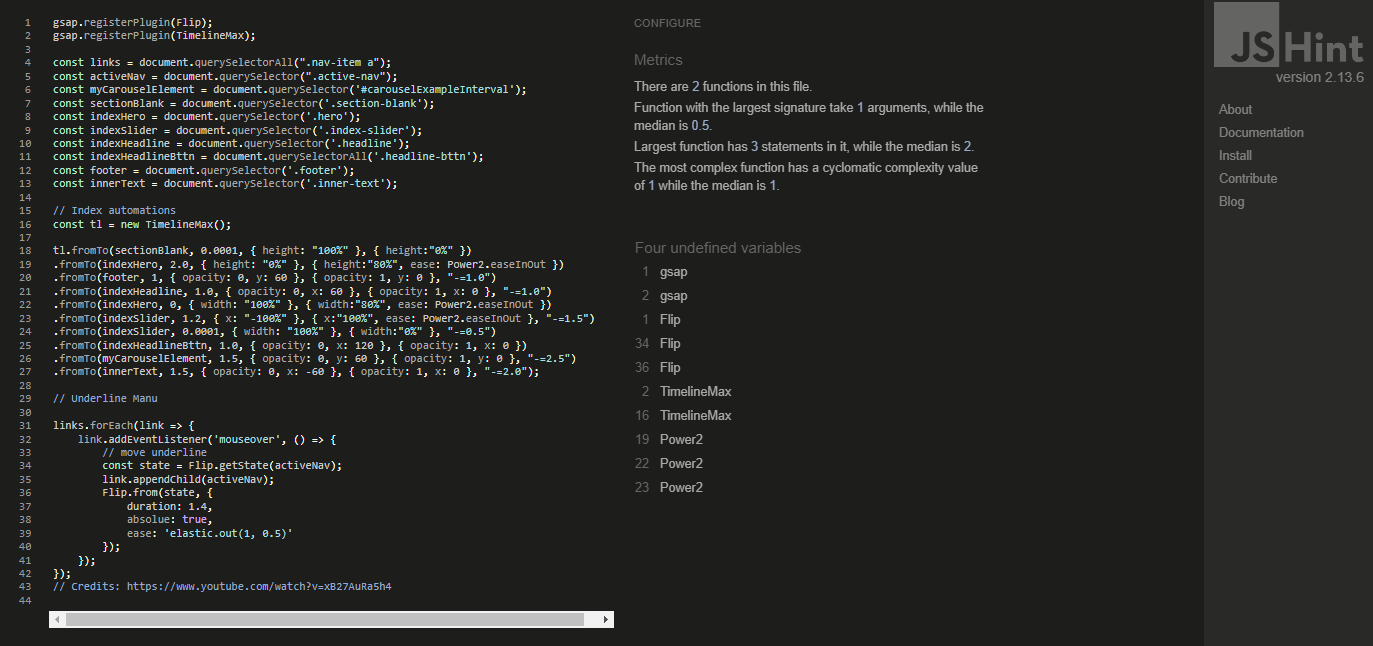 1 gsap.registerPlugin(Flip);
2 gsap.registerPlugin(TimelineMax);
3
4 const links = document.querySelectorAll(".nav-item a");
5 const activeNav = document.querySelector(".active-nav");
6 const myCarouselElement = document.querySelector('#carouselExampleInterval');
7 const sectionBlank = document.querySelector('.section-blank');
8 const indexHero = document.querySelector('.hero');
9 const indexSlider = document.querySelector('.index-slider');
10 const indexHeadline = document.querySelector('.headline');
11 const indexHeadlineBttn = document.querySelectorAll('.headline-bttn');
12 const footer = document.querySelector('.footer');
13 const innerText = document.querySelector('.inner-text');
14
15 // Index automations
16 const tl = new TimelineMax();
17
18 tl.fromTo(sectionBlank, 0.0001, { height: "100%" }, { height:"0%" })
19 .fromTo(indexHero, 2.0, { height: "0%" }, { height:"80%", ease: Power2.easeInOut })
20 .fromTo(footer, 1, { opacity: 0, y: 60 }, { opacity: 1, y: 0 }, "-=1.0")
21 .fromTo(indexHeadline, 1.0, { opacity: 0, x: 60 }, { opacity: 1, x: 0 }, "-=1.0")
22 .fromTo(indexHero, 0, { width: "100%" }, { width:"80%", ease: Power2.easeInOut })
23 .fromTo(indexSlider, 1.2, { x: "-100%" }, { x:"100%", ease: Power2.easeInOut }, "-=1.5")
24 .fromTo(indexSlider, 0.0001, { width: "100%" }, { width:"0%" }, "-=0.5")
25 .fromTo(indexHeadlineBttn, 1.0, { opacity: 0, x: 120 }, { opacity: 1, x: 0 })
26 .fromTo(myCarouselElement, 1.5, { opacity: 0, y: 60 }, { opacity: 1, y: 0 }, "-=2.5")
27 .fromTo(innerText, 1.5, { opacity: 0, x: -60 }, { opacity: 1, x: 0 }, "-=2.0");
28
29 // Underline Manu
30
31 links.forEach(link => {
32 link.addEventListener('mouseover', () => {
33 // move underline
34 const state = Flip.getState(activeNav);
35 link.appendChild(activeNav);
36 Flip.from(state, {
37 duration: 1.4,
38 absolue: true,
39 ease: 'elastic.out(1, 0.5)'
40 });
41 });
42 });
43 // Credits: https://www.youtube.com/watch?v=xB27AuRa5h4
44
CONFIGURE
Metrics
There are 2 functions in this file.
Function with the largest signature take 1 arguments, while the
median is 0.5.
Largest function has 3 statements in it, while the median is 2.
The most complex function has a cyclomatic complexity value
of 1 while the median is 1.
Four undefined variables
1 gsap
2 gsap
1 Flip
34 Flip
36 Flip
2 TimelineMax
16 TimelineMax
19 Power2
22 Power2
23 Power2
JSHint
version 2.13.6
About
Documentation
Install
Contribute
Blog